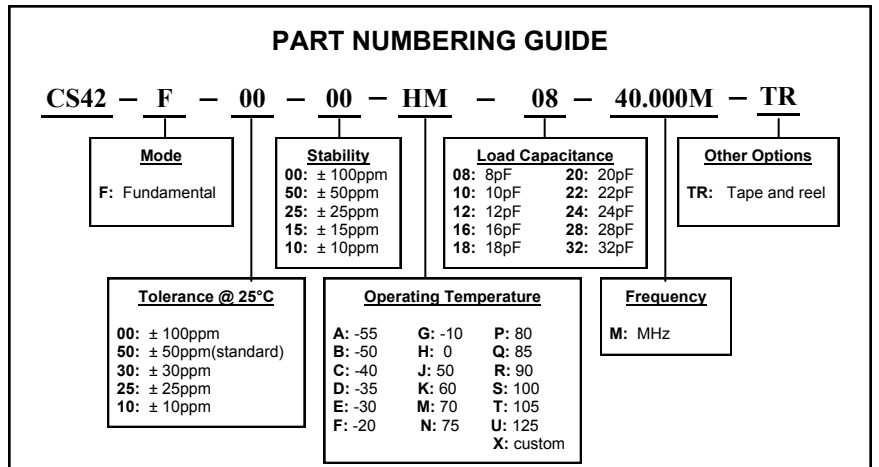 PART NUMBERING GUIDE
CS42 – F - 00 - 00 – HM - 08 - 40.000M – TR
Mode
F: Fundamental
Stability
00: ± 100ppm
50: ± 50ppm
25: ± 25ppm
15: ± 15ppm
10: ± 10ppm
Load Capacitance
08: 8pF 20: 20pF
10: 10pF 22: 22pF
12: 12pF 24: 24pF
16: 16pF 28: 28pF
18: 18pF 32: 32pF
Other Options
TR: Tape and reel
Tolerance @ 25°C
00: ± 100ppm
50: ± 50ppm(standard)
30: ± 30ppm
25: ± 25ppm
10: ± 10ppm
Operating Temperature
A: -55 G: -10 P: 80
B: -50 H: 0 Q: 85
C: -40 J: 50 R: 90
D: -35 K: 60 S: 100
E: -30 M: 70 T: 105
F: -20 N: 75 U: 125
X: custom
Frequency
M: MHz